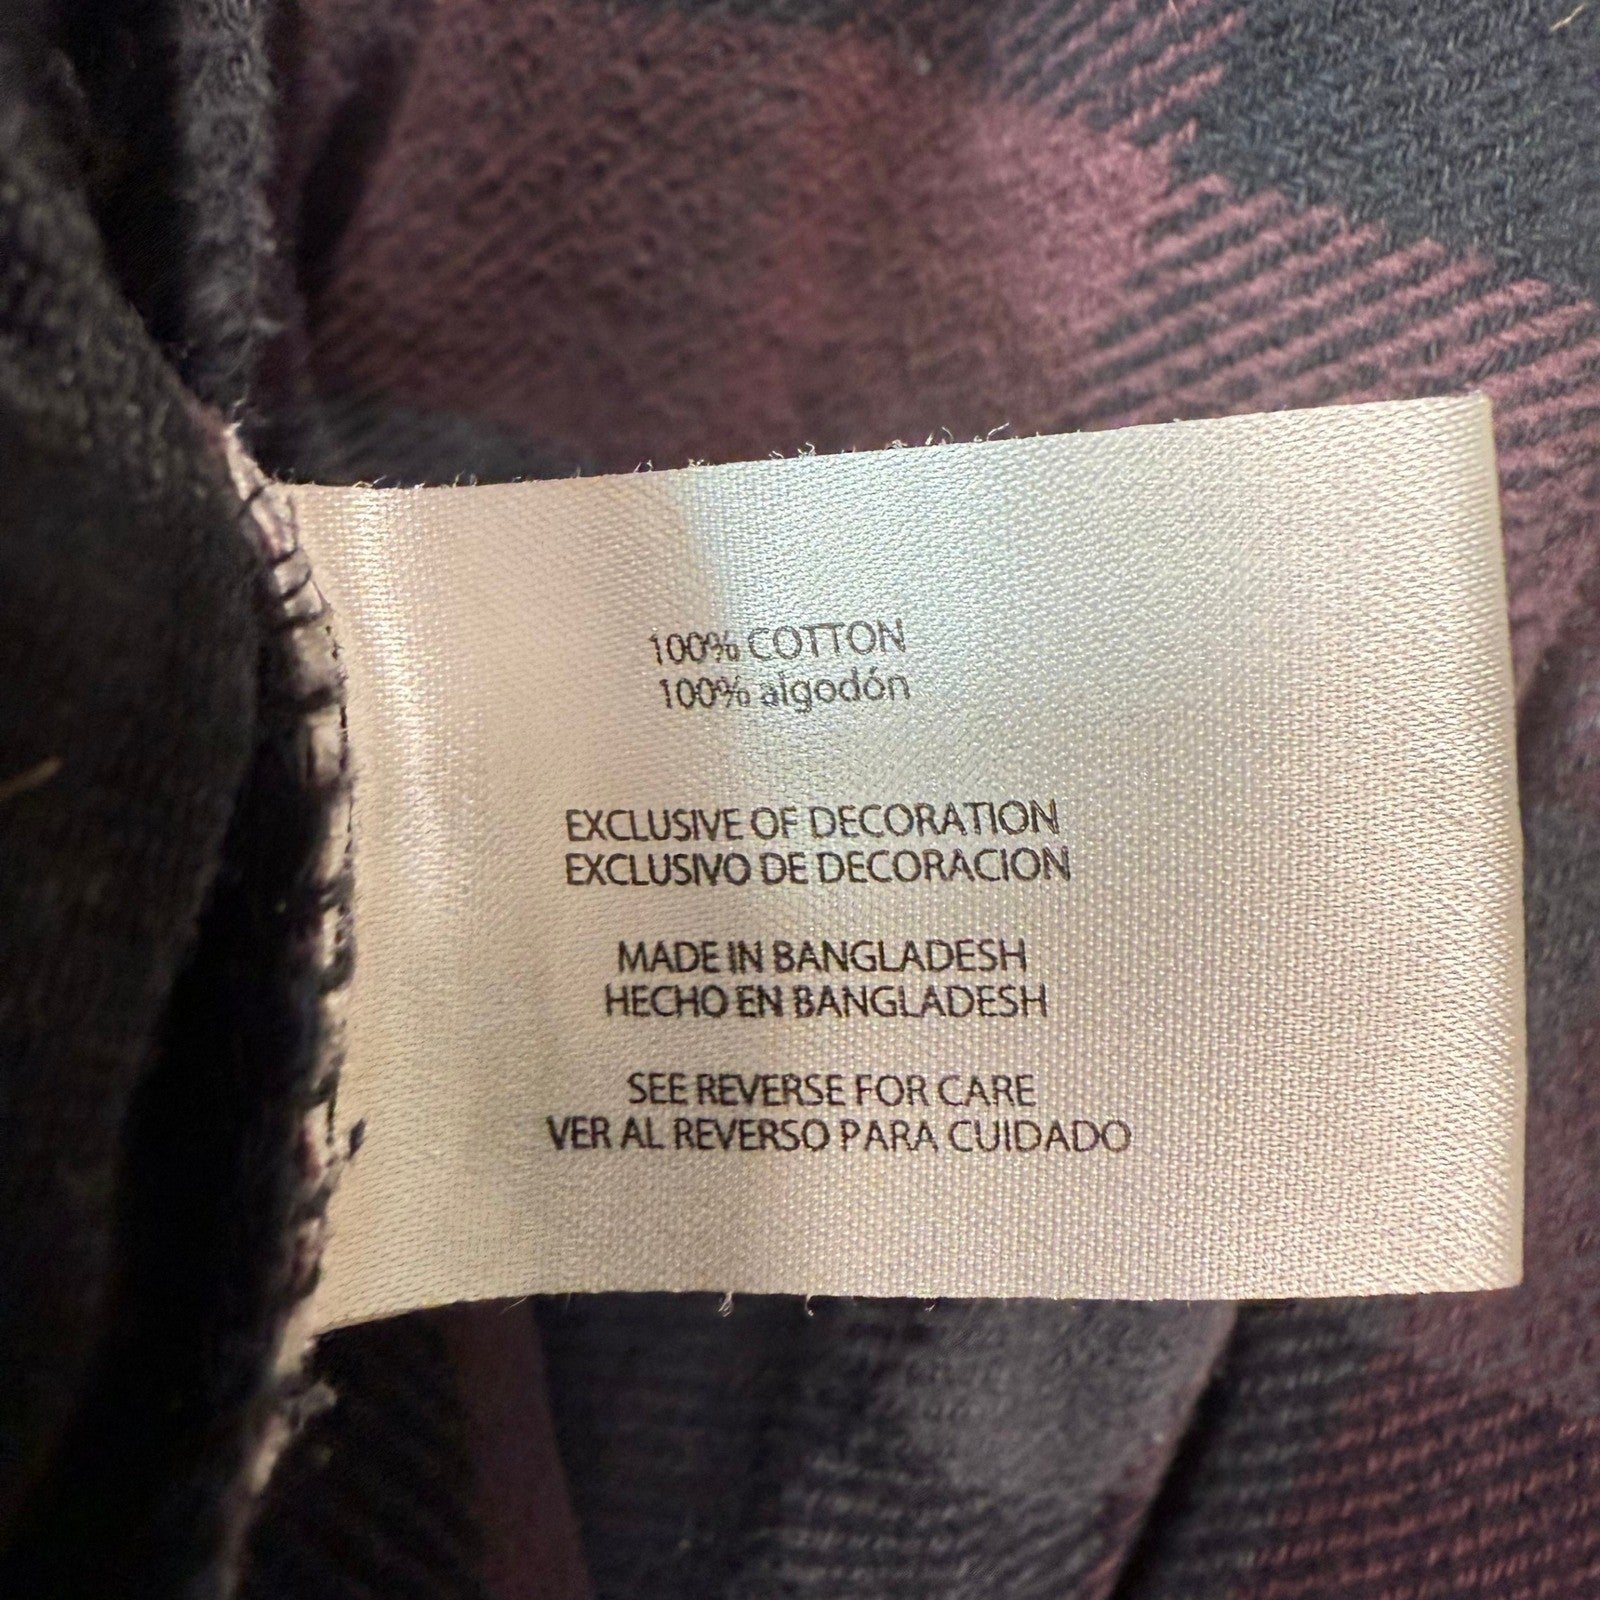 100% COTTON
100% algodón
EXCLUSIVE OF DECORATION
EXCLUSIVO DE DECORACION
MADE IN BANGLADESH
HECHO EN BANGLADESH
SEE REVERSE FOR CARE
VER AL REVERSO PARA CUIDADO